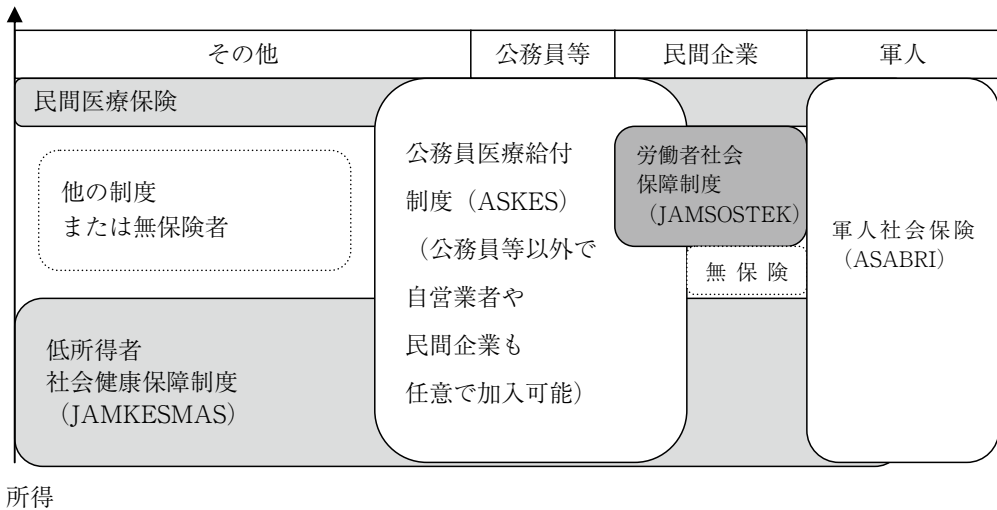 その他
公務員等
民間企業
軍人
民間医療保険
他の制度
または無保険者
公務員医療給付
制度（ASKES）
（公務員等以外で
自営業者や
民間企業も
任意で加入可能）
労働者社会
保障制度
（JAMSOSTEK）
無保険
軍人社会保険
（ASABRI）
低所得者
社会健康保障制度
（JAMKESMAS）
所得